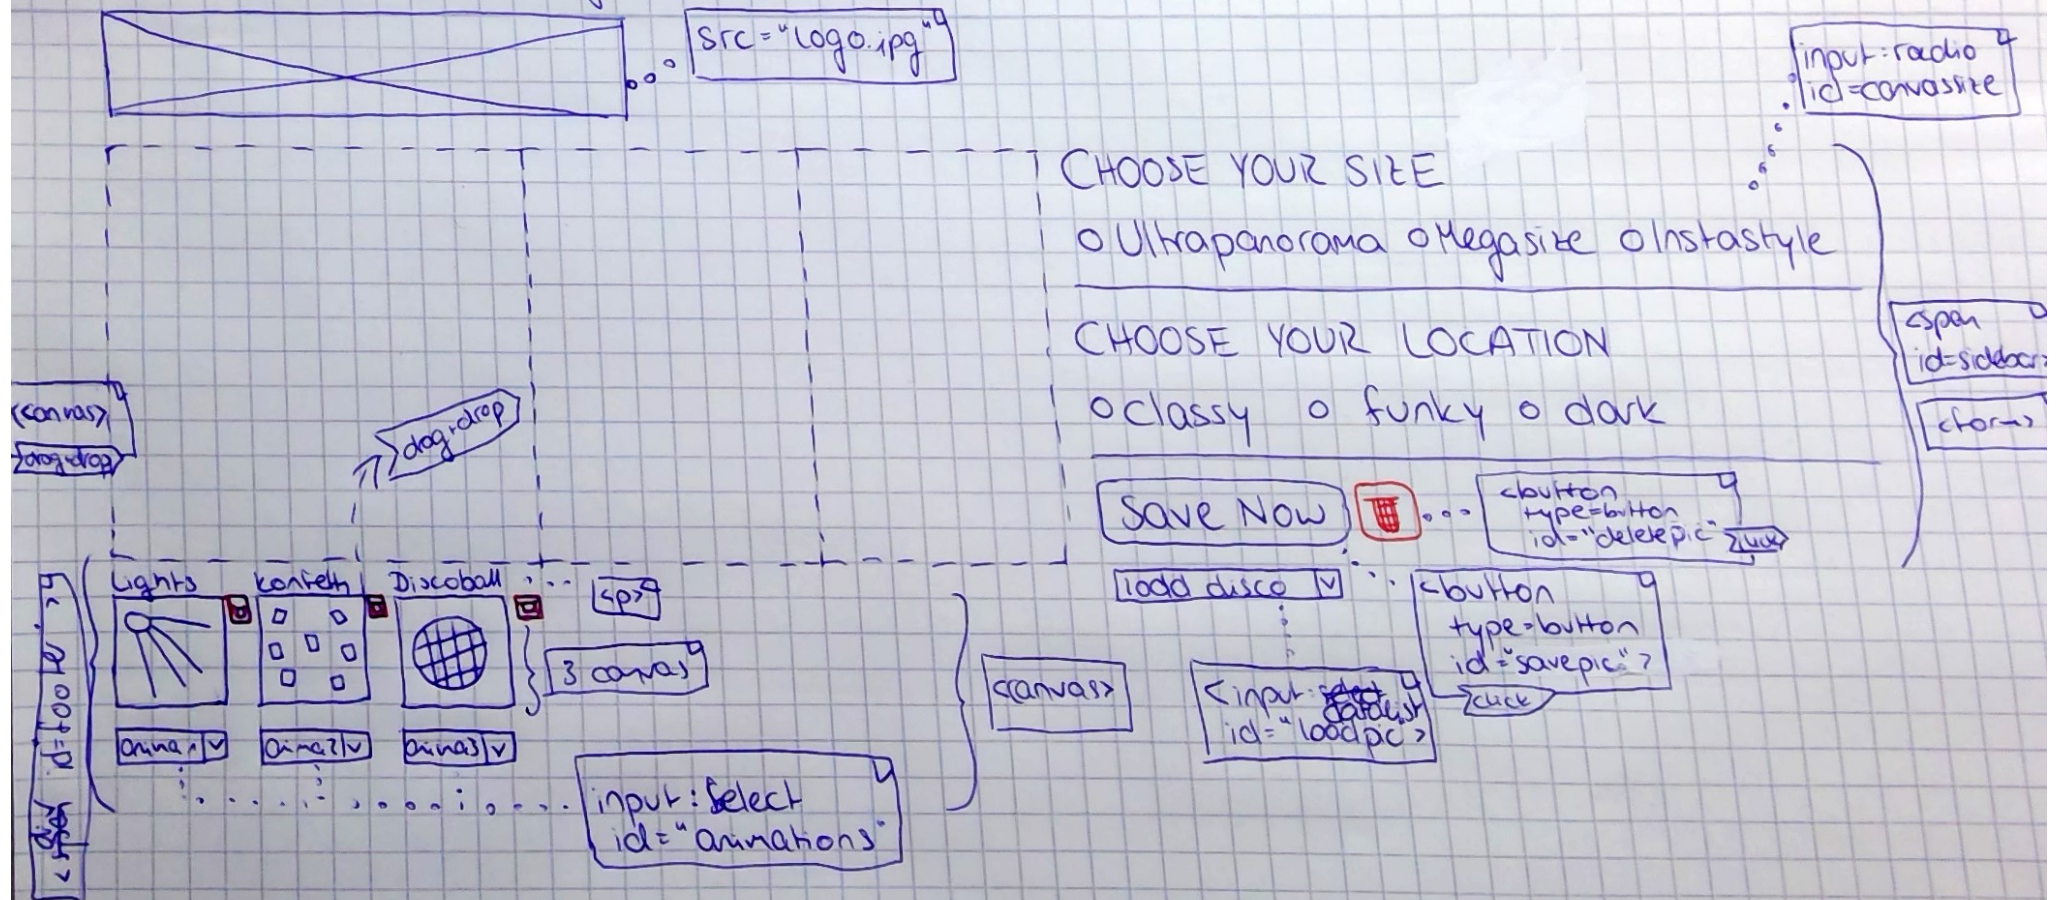 src="logo.jpg"
input:radio
id=canvassize
CHOOSE YOUR SIZE
o Ultrapanorama o Megasize o Instastyle
CHOOSE YOUR LOCATION
o classy o funky o dark
<span
id=sidebar>
<form>
<canvas>
drag+drop
drag+drop
Save Now
<button
type=button
id="deletepic"
click
load disco v
<button
type=button
id="savepic">
click
<input:
datalist
id="loadpic>
Lights Konfetti Discoball
<p>
3 canvas
<canvas>
anima1 v anima2 v anima3 v
input:Select
id="animations"